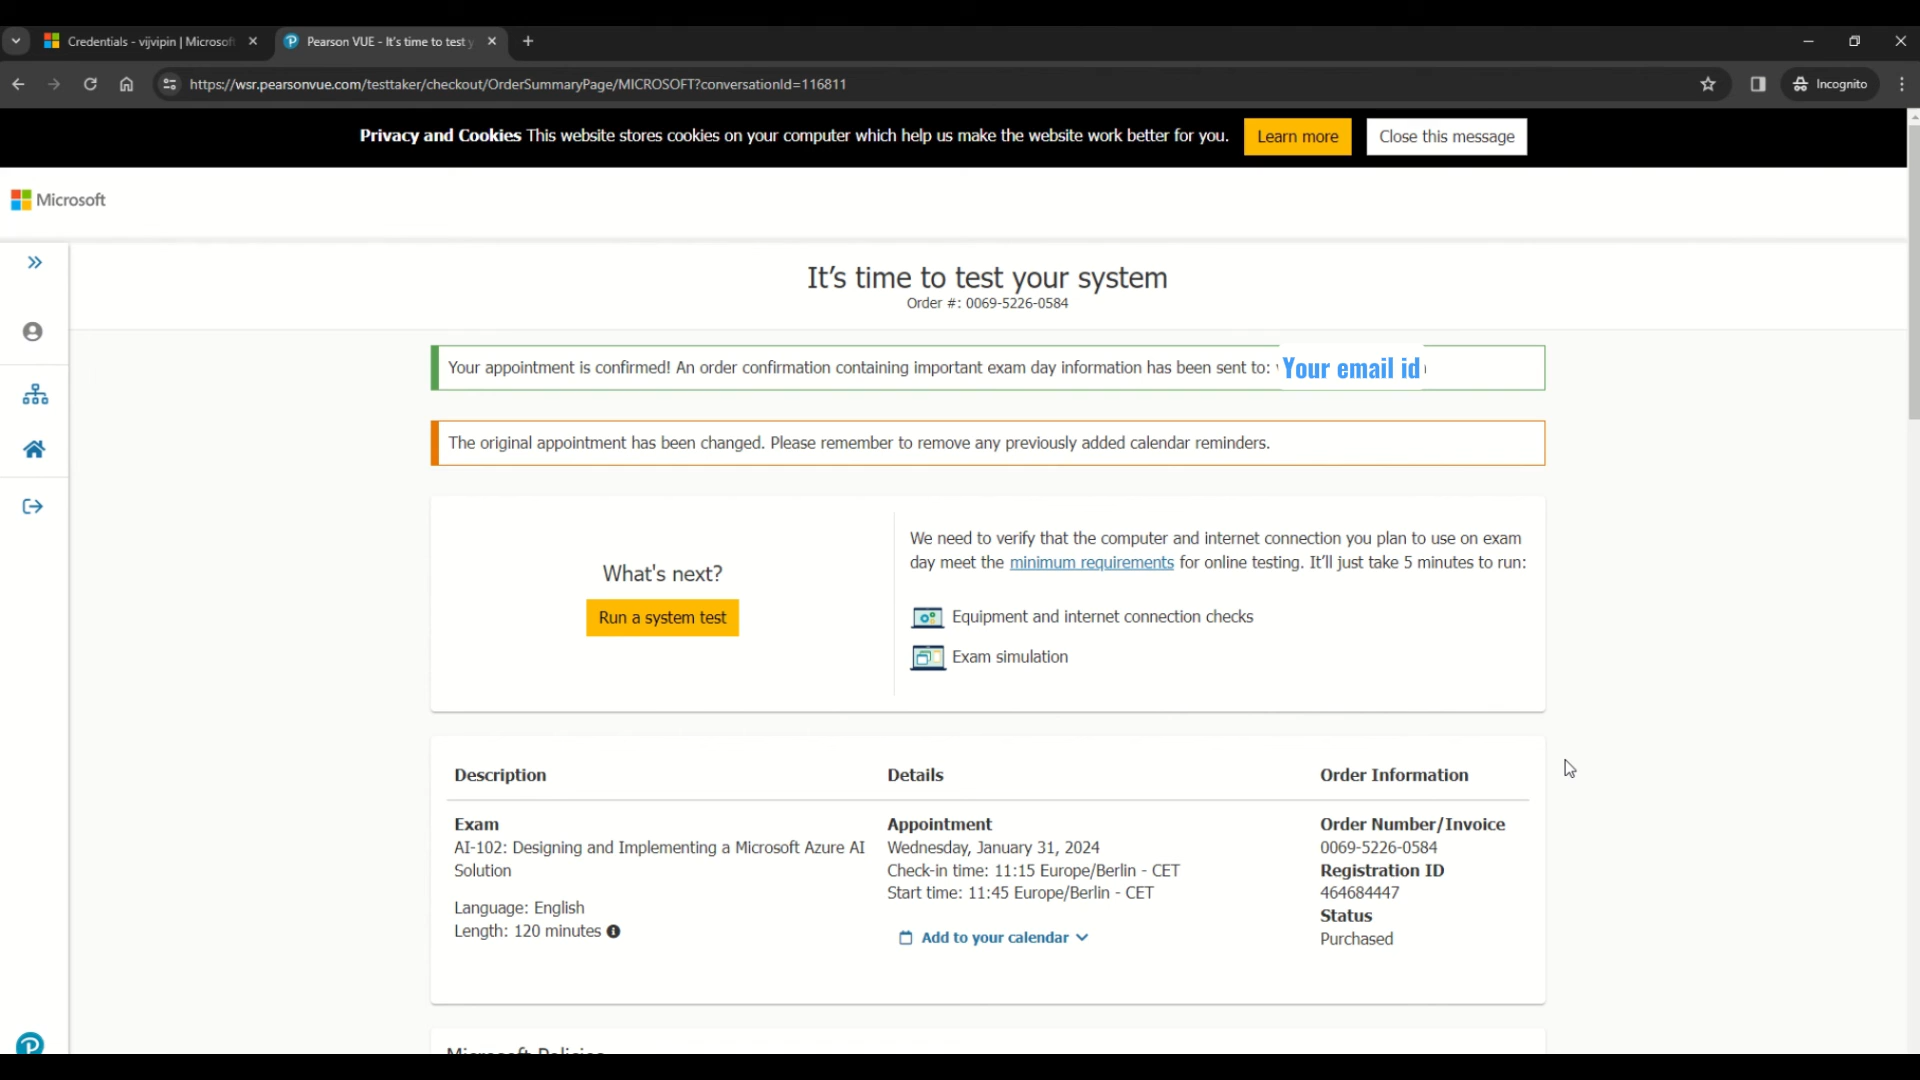 Credentials - vijvipin | Microsof
Pearson VUE - It's time to test y
https://wsr.pearsonvue.com/testtaker/checkout/OrderSummaryPage/MICROSOFT?conversationId=116811
Incognito
Privacy and Cookies This website stores cookies on your computer which help us make the website work better for you.
Learn more
Close this message
Microsoft
It's time to test your system
Order #: 0069-5226-0584
Your appointment is confirmed! An order confirmation containing important exam day information has been sent to: Your email id
The original appointment has been changed. Please remember to remove any previously added calendar reminders.
What's next?
Run a system test
We need to verify that the computer and internet connection you plan to use on exam
day meet the minimum requirements for online testing. It'll just take 5 minutes to run:
Equipment and internet connection checks
Exam simulation
Description
Exam
AI-102: Designing and Implementing a Microsoft Azure AI
Solution
Language: English
Length: 120 minutes
Details
Appointment
Wednesday, January 31, 2024
Check-in time: 11:15 Europe/Berlin - CET
Start time: 11:45 Europe/Berlin - CET
Add to your calendar
Order Information
Order Number/Invoice
0069-5226-0584
Registration ID
464684447
Status
Purchased